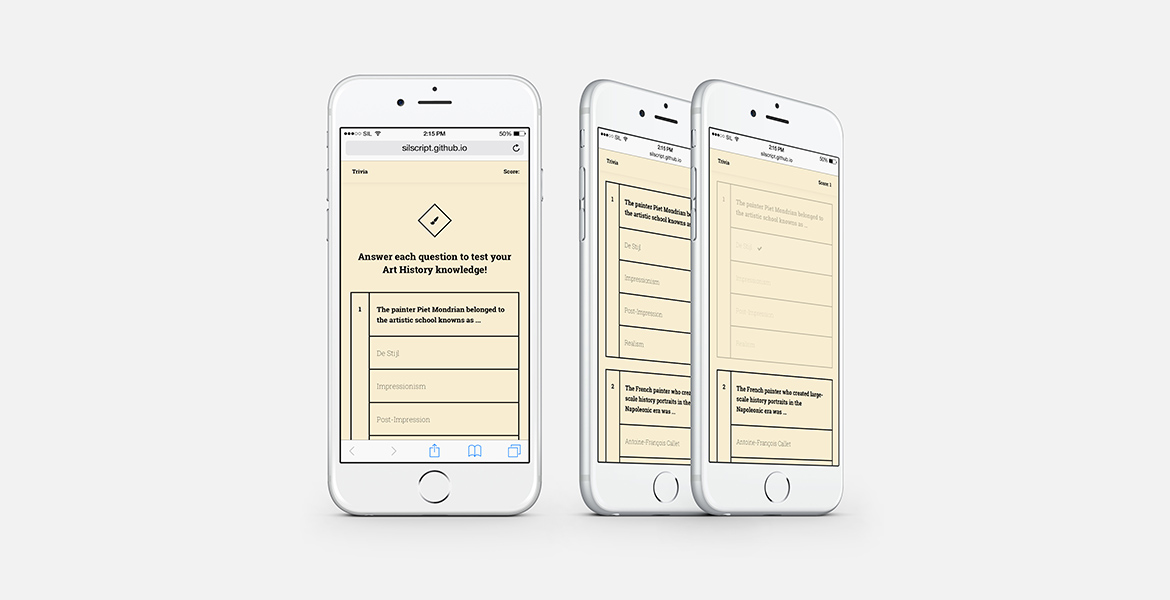 SIL 2:15 PM 50%
silscript.github.io
Trivia Score:
Answer each question to test your
Art History knowledge!
1 The painter Piet Mondrian belonged to
the artistic school knowns as ...
De Stijl
Impressionism
Post-Impression
SIL 2:15 PM
silscript.github.io
Trivia
1 The painter Piet Mondrian
the artistic school knowns as ...
De Stijl
Impressionism
Post-Impression
Realism
2 The French painter who
scale history portraits in the
Napoleonic era was ...
Antoine-François Callet
SIL 2:15 PM 50%
silscript.github.io
Trivia Score: 1
1 The painter Piet Mondrian belonged to
the artistic school knowns as ...
De Stijl
Impressionism
Post-Impression
Realism
2 The French painter who created large-
scale history portraits in the
Napoleonic era was ...
Antoine-François Callet